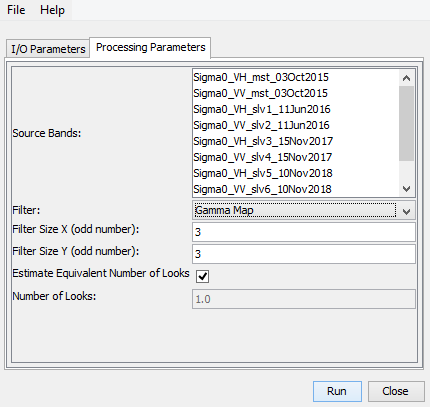 File Help
I/O Parameters Processing Parameters
Source Bands:
Sigma0_VH_mst_03Oct2015
Sigma0_VV_mst_03Oct2015
Sigma0_VH_slv1_11Jun2016
Sigma0_VV_slv2_11Jun2016
Sigma0_VH_slv3_15Nov2017
Sigma0_VV_slv4_15Nov2017
Sigma0_VH_slv5_10Nov2018
Sigma0_VV_slv6_10Nov2018
Filter: Gamma Map
Filter Size X (odd number): 3
Filter Size Y (odd number): 3
Estimate Equivalent Number of Looks
Number of Looks: 1.0
Run Close